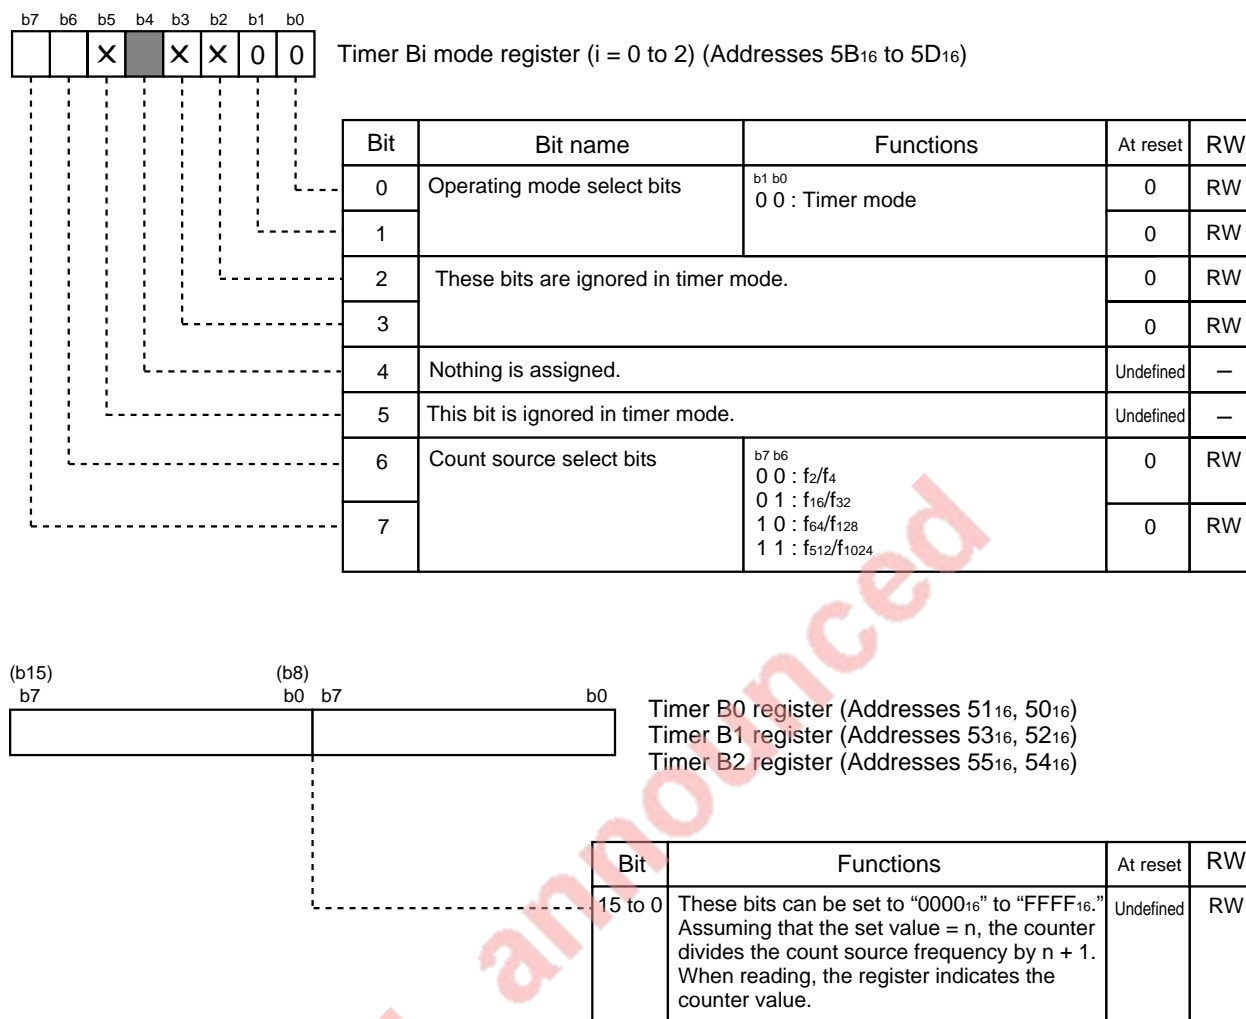 b7 b6 b5 b4 b3 b2 b1 b0
× × × 0 0
Timer Bi mode register (i = 0 to 2) (Addresses 5B16 to 5D16)
Bit Bit name Functions At reset RW
0 Operating mode select bits b1 b0 0 RW
0 0 : Timer mode
1 0 RW
2 These bits are ignored in timer mode. 0 RW
3 0 RW
4 Nothing is assigned. Undefined –
5 This bit is ignored in timer mode. Undefined –
6 Count source select bits b7 b6 0 RW
0 0 : f2/f4
0 1 : f16/f32
7 1 0 : f64/f128 0 RW
1 1 : f512/f1024
(b15) (b8)
b7 b0 b7 b0
Timer B0 register (Addresses 5116, 5016)
Timer B1 register (Addresses 5316, 5216)
Timer B2 register (Addresses 5516, 5416)
Bit Functions At reset RW
15 to 0 These bits can be set to “000016” to “FFFF16.” Undefined RW
Assuming that the set value = n, the counter
divides the count source frequency by n + 1.
When reading, the register indicates the
counter value.
announced